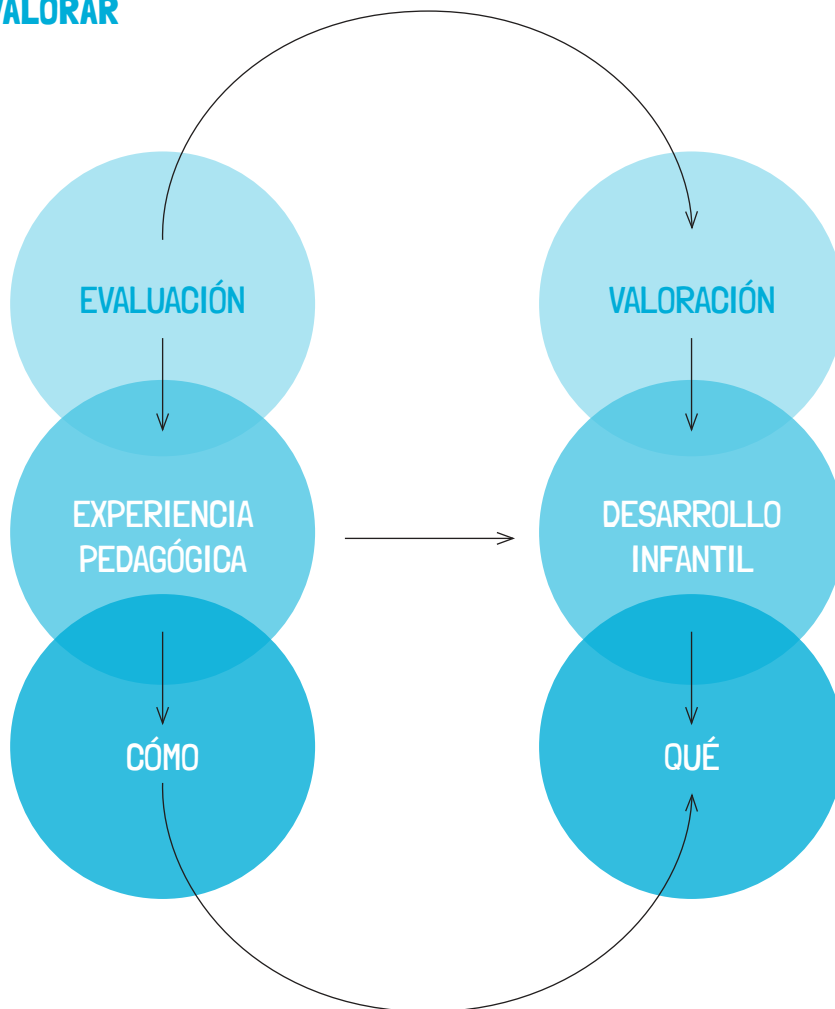 VALORAR
EVALUACIÓN
VALORACIÓN
EXPERIENCIA
PEDAGÓGICA
DESARROLLO
INFANTIL
CÓMO
QUÉ